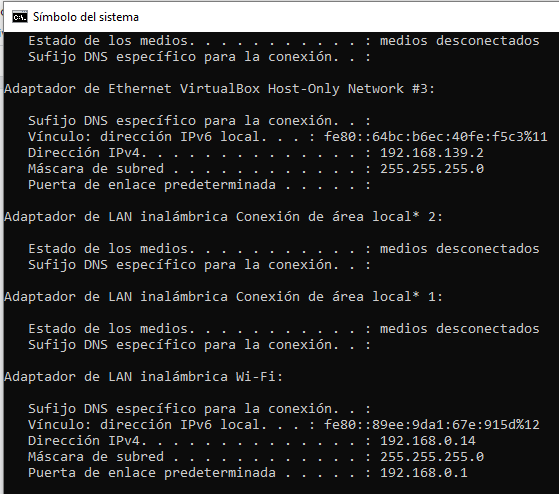 Símbolo del sistema
Estado de los medios. . . . . . . . . . . : medios desconectados
Sufijo DNS específico para la conexión. . :
Adaptador de Ethernet VirtualBox Host-Only Network #3:
Sufijo DNS específico para la conexión. . :
Vínculo: dirección IPv6 local. . . : fe80::64bc:b6ec:40fe:f5c3%11
Dirección IPv4. . . . . . . . . . . . . . : 192.168.139.2
Máscara de subred . . . . . . . . . . . . : 255.255.255.0
Puerta de enlace predeterminada . . . . . :
Adaptador de LAN inalámbrica Conexión de área local* 2:
Estado de los medios. . . . . . . . . . . : medios desconectados
Sufijo DNS específico para la conexión. . :
Adaptador de LAN inalámbrica Conexión de área local* 1:
Estado de los medios. . . . . . . . . . . : medios desconectados
Sufijo DNS específico para la conexión. . :
Adaptador de LAN inalámbrica Wi-Fi:
Sufijo DNS específico para la conexión. . :
Vínculo: dirección IPv6 local. . . : fe80::89ee:9da1:67e:915d%12
Dirección IPv4. . . . . . . . . . . . . . : 192.168.0.14
Máscara de subred . . . . . . . . . . . . : 255.255.255.0
Puerta de enlace predeterminada . . . . . : 192.168.0.1